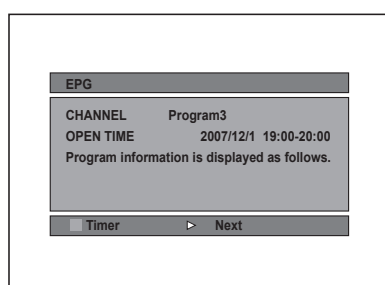 EPG
CHANNEL Program3
OPEN TIME 2007/12/1 19:00-20:00
Program information is displayed as follows.
Timer Next